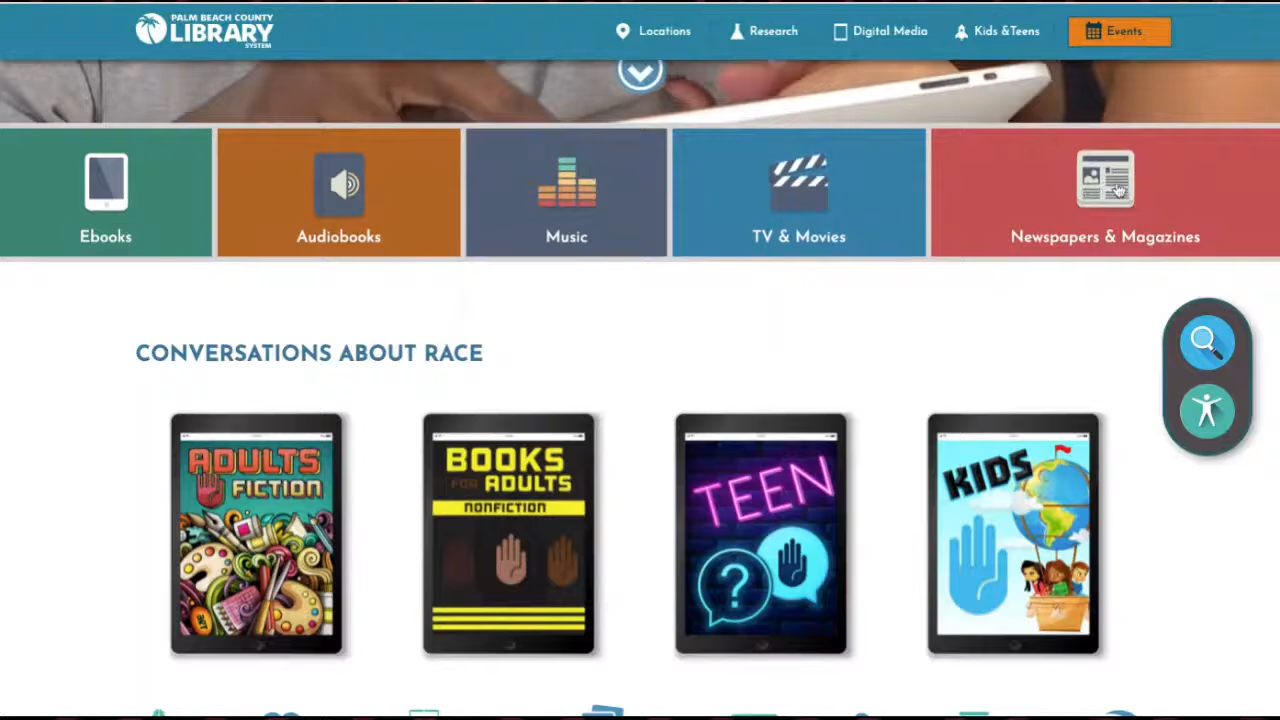 PALM BEACH COUNTY
LIBRARY
SYSTEM
Locations
Research
Digital Media
Kids &Teens
Events
Ebooks
Audiobooks
Music
TV & Movies
Newspapers & Magazines
CONVERSATIONS ABOUT RACE
ADULTS
FICTION
BOOKS
FOR ADULTS
NONFICTION
TEEN
?
KIDS